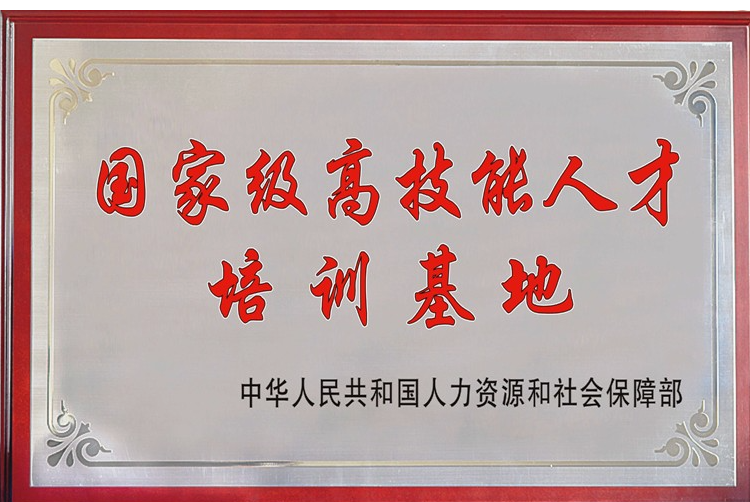 国家级高技能人才
培训基地
中华人民共和国人力资源和社会保障部